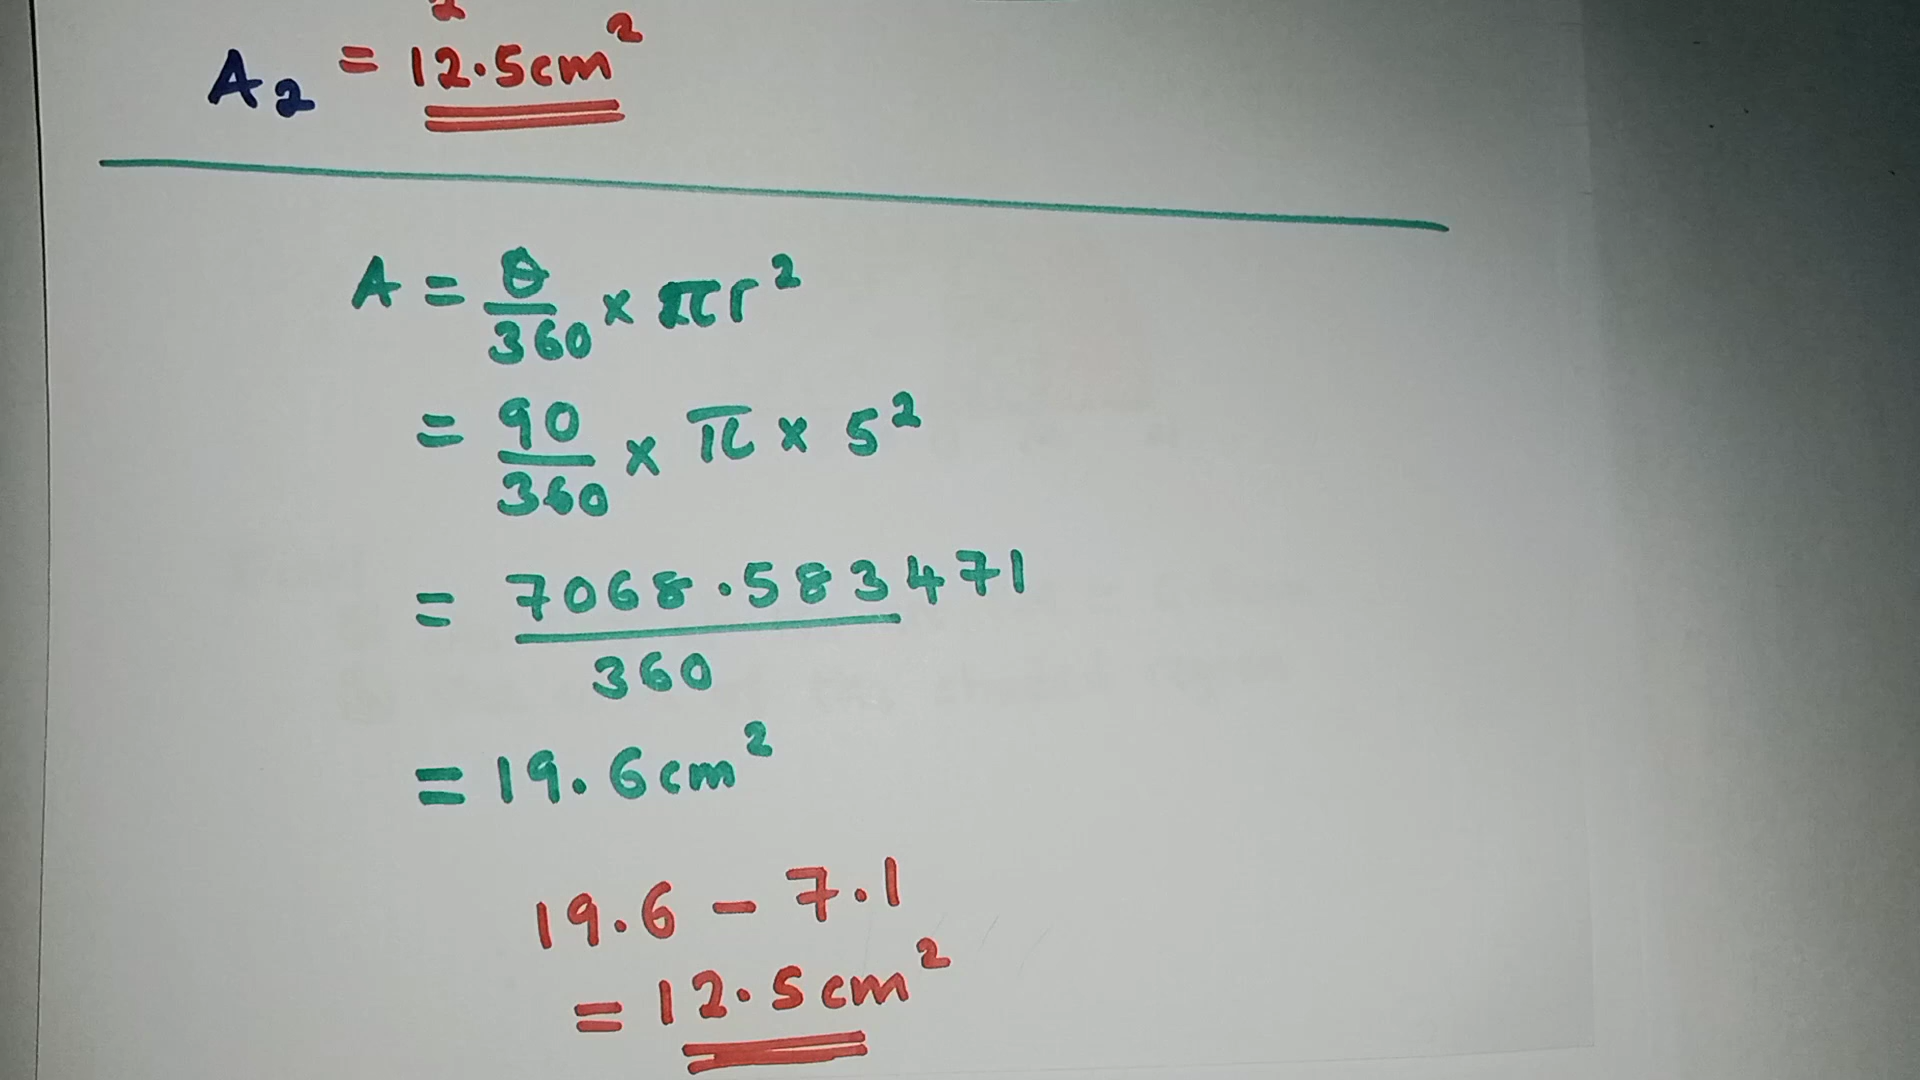 A₂ = 12.5cm²
A = θ/360 × πr²
= 90/360 × π × 5²
= 7068.583471/360
= 19.6cm²
19.6 - 7.1
= 12.5cm²